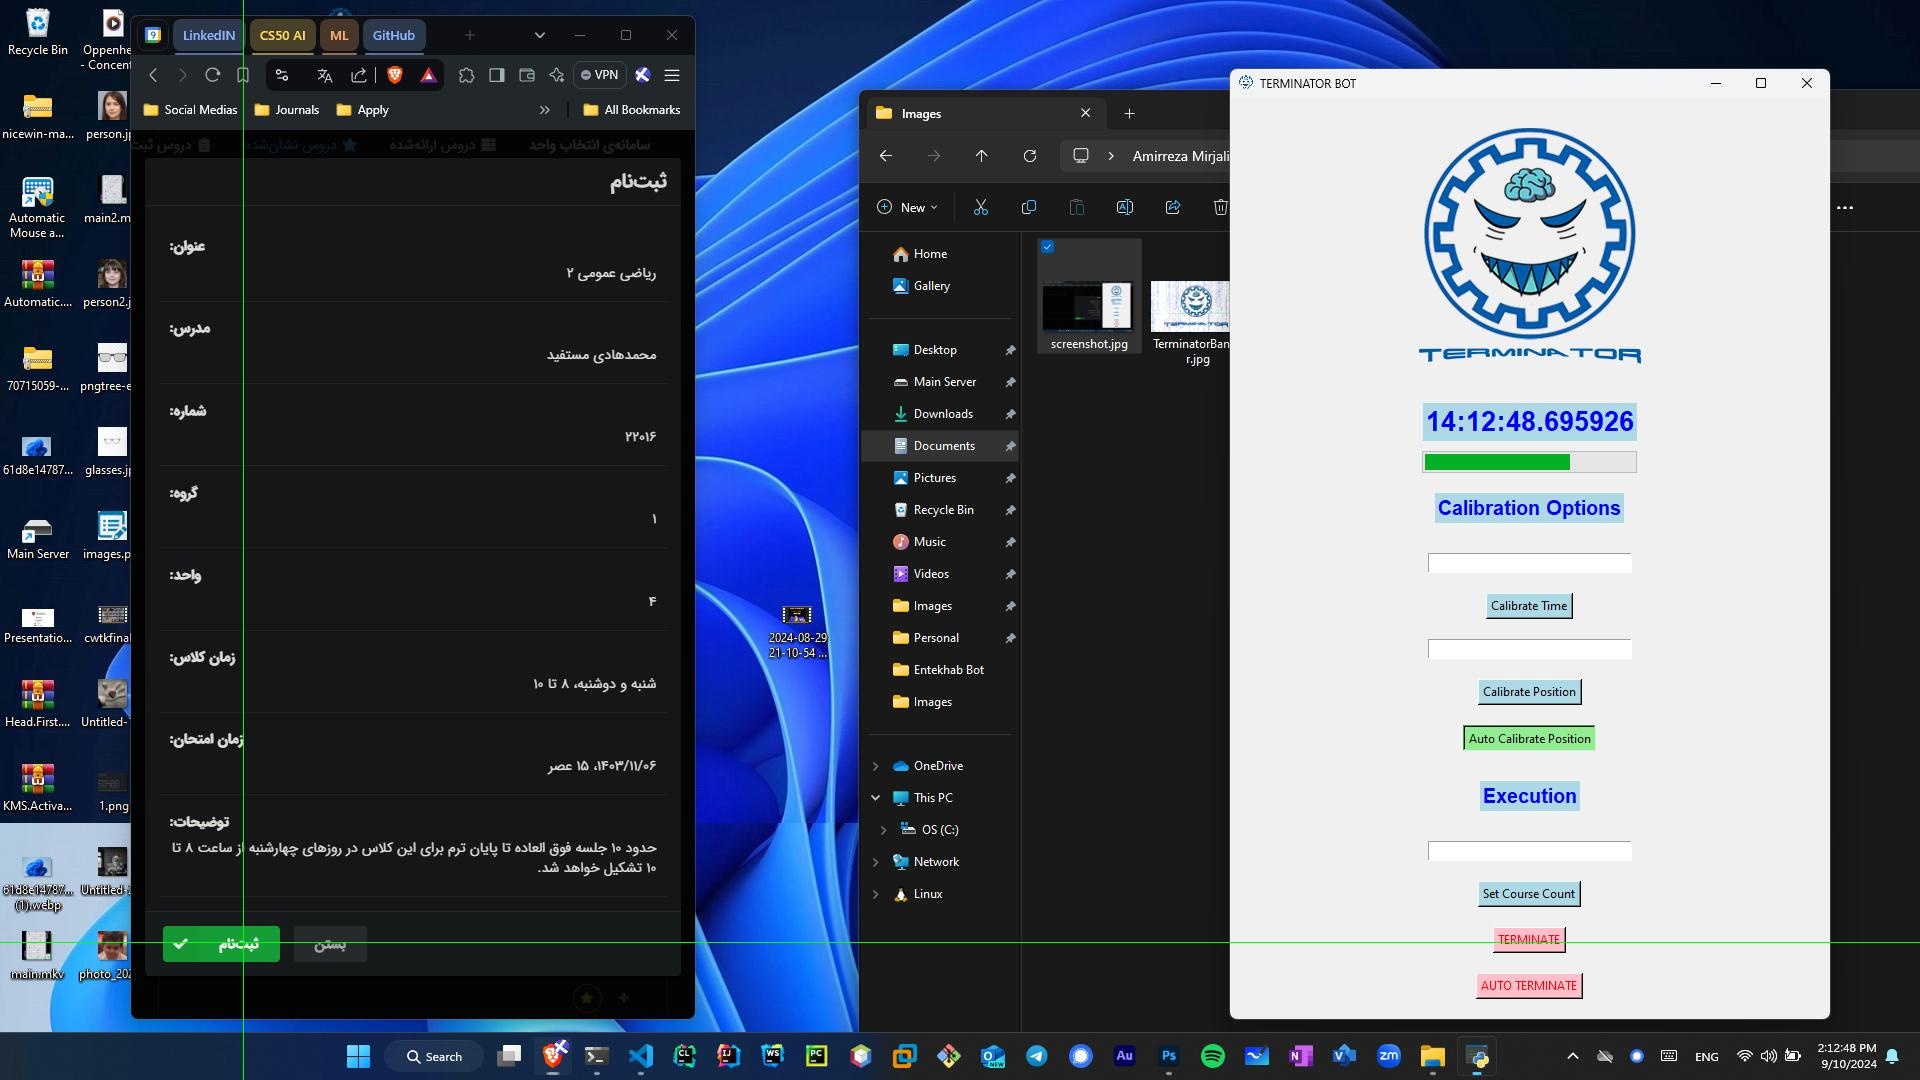 Recycle Bin
Oppenhe
- Concent
nicewin-ma...
person.jp
Automatic
Mouse a...
main2.m
Automatic....
person2.j
70715059-...
pngtree-e
61d8e14787...
glasses.jp
Main Server
images.p
Presentatio...
cwtkfinal
Head.First....
Untitled-
KMS.Activa...
1.png
61d8e14787...
(1).webp
Untitled-2
main.mkv
photo_202
2024-08-29
21-10-54 ...
LinkedIN
CS50 AI
ML
GitHub
VPN
Social Medias
Journals
Apply
All Bookmarks
سامانه‌ی انتخاب واحد
دروس ارائه‌شده
دروس نشان‌شده
دروس ثبت
ثبت‌نام
عنوان:
ریاضی عمومی ۲
مدرس:
محمدهادی مستفید
شماره:
۲۲۰۱۶
گروه:
۱
واحد:
۴
زمان کلاس:
شنبه و دوشنبه، ۸ تا ۱۰
زمان امتحان:
۱۴۰۳/۱۱/۰۶، ۱۵ عصر
توضیحات:
حدود ۱۰ جلسه فوق العاده تا پایان ترم برای این کلاس در روزهای چهارشنبه از ساعت ۸ تا
۱۰ تشکیل خواهد شد.
ثبت‌نام
بستن
Images
Amirreza Mirjali
New
Home
Gallery
Desktop
Main Server
Downloads
Documents
Pictures
Recycle Bin
Music
Videos
Images
Personal
Entekhab Bot
Images
OneDrive
This PC
OS (C:)
Network
Linux
screenshot.jpg
TerminatorBan
r.jpg
TERMINATOR BOT
TERMINATOR
14:12:48.695926
Calibration Options
Calibrate Time
Calibrate Position
Auto Calibrate Position
Execution
Set Course Count
TERMINATE
AUTO TERMINATE
Search
ENG
2:12:48 PM
9/10/2024